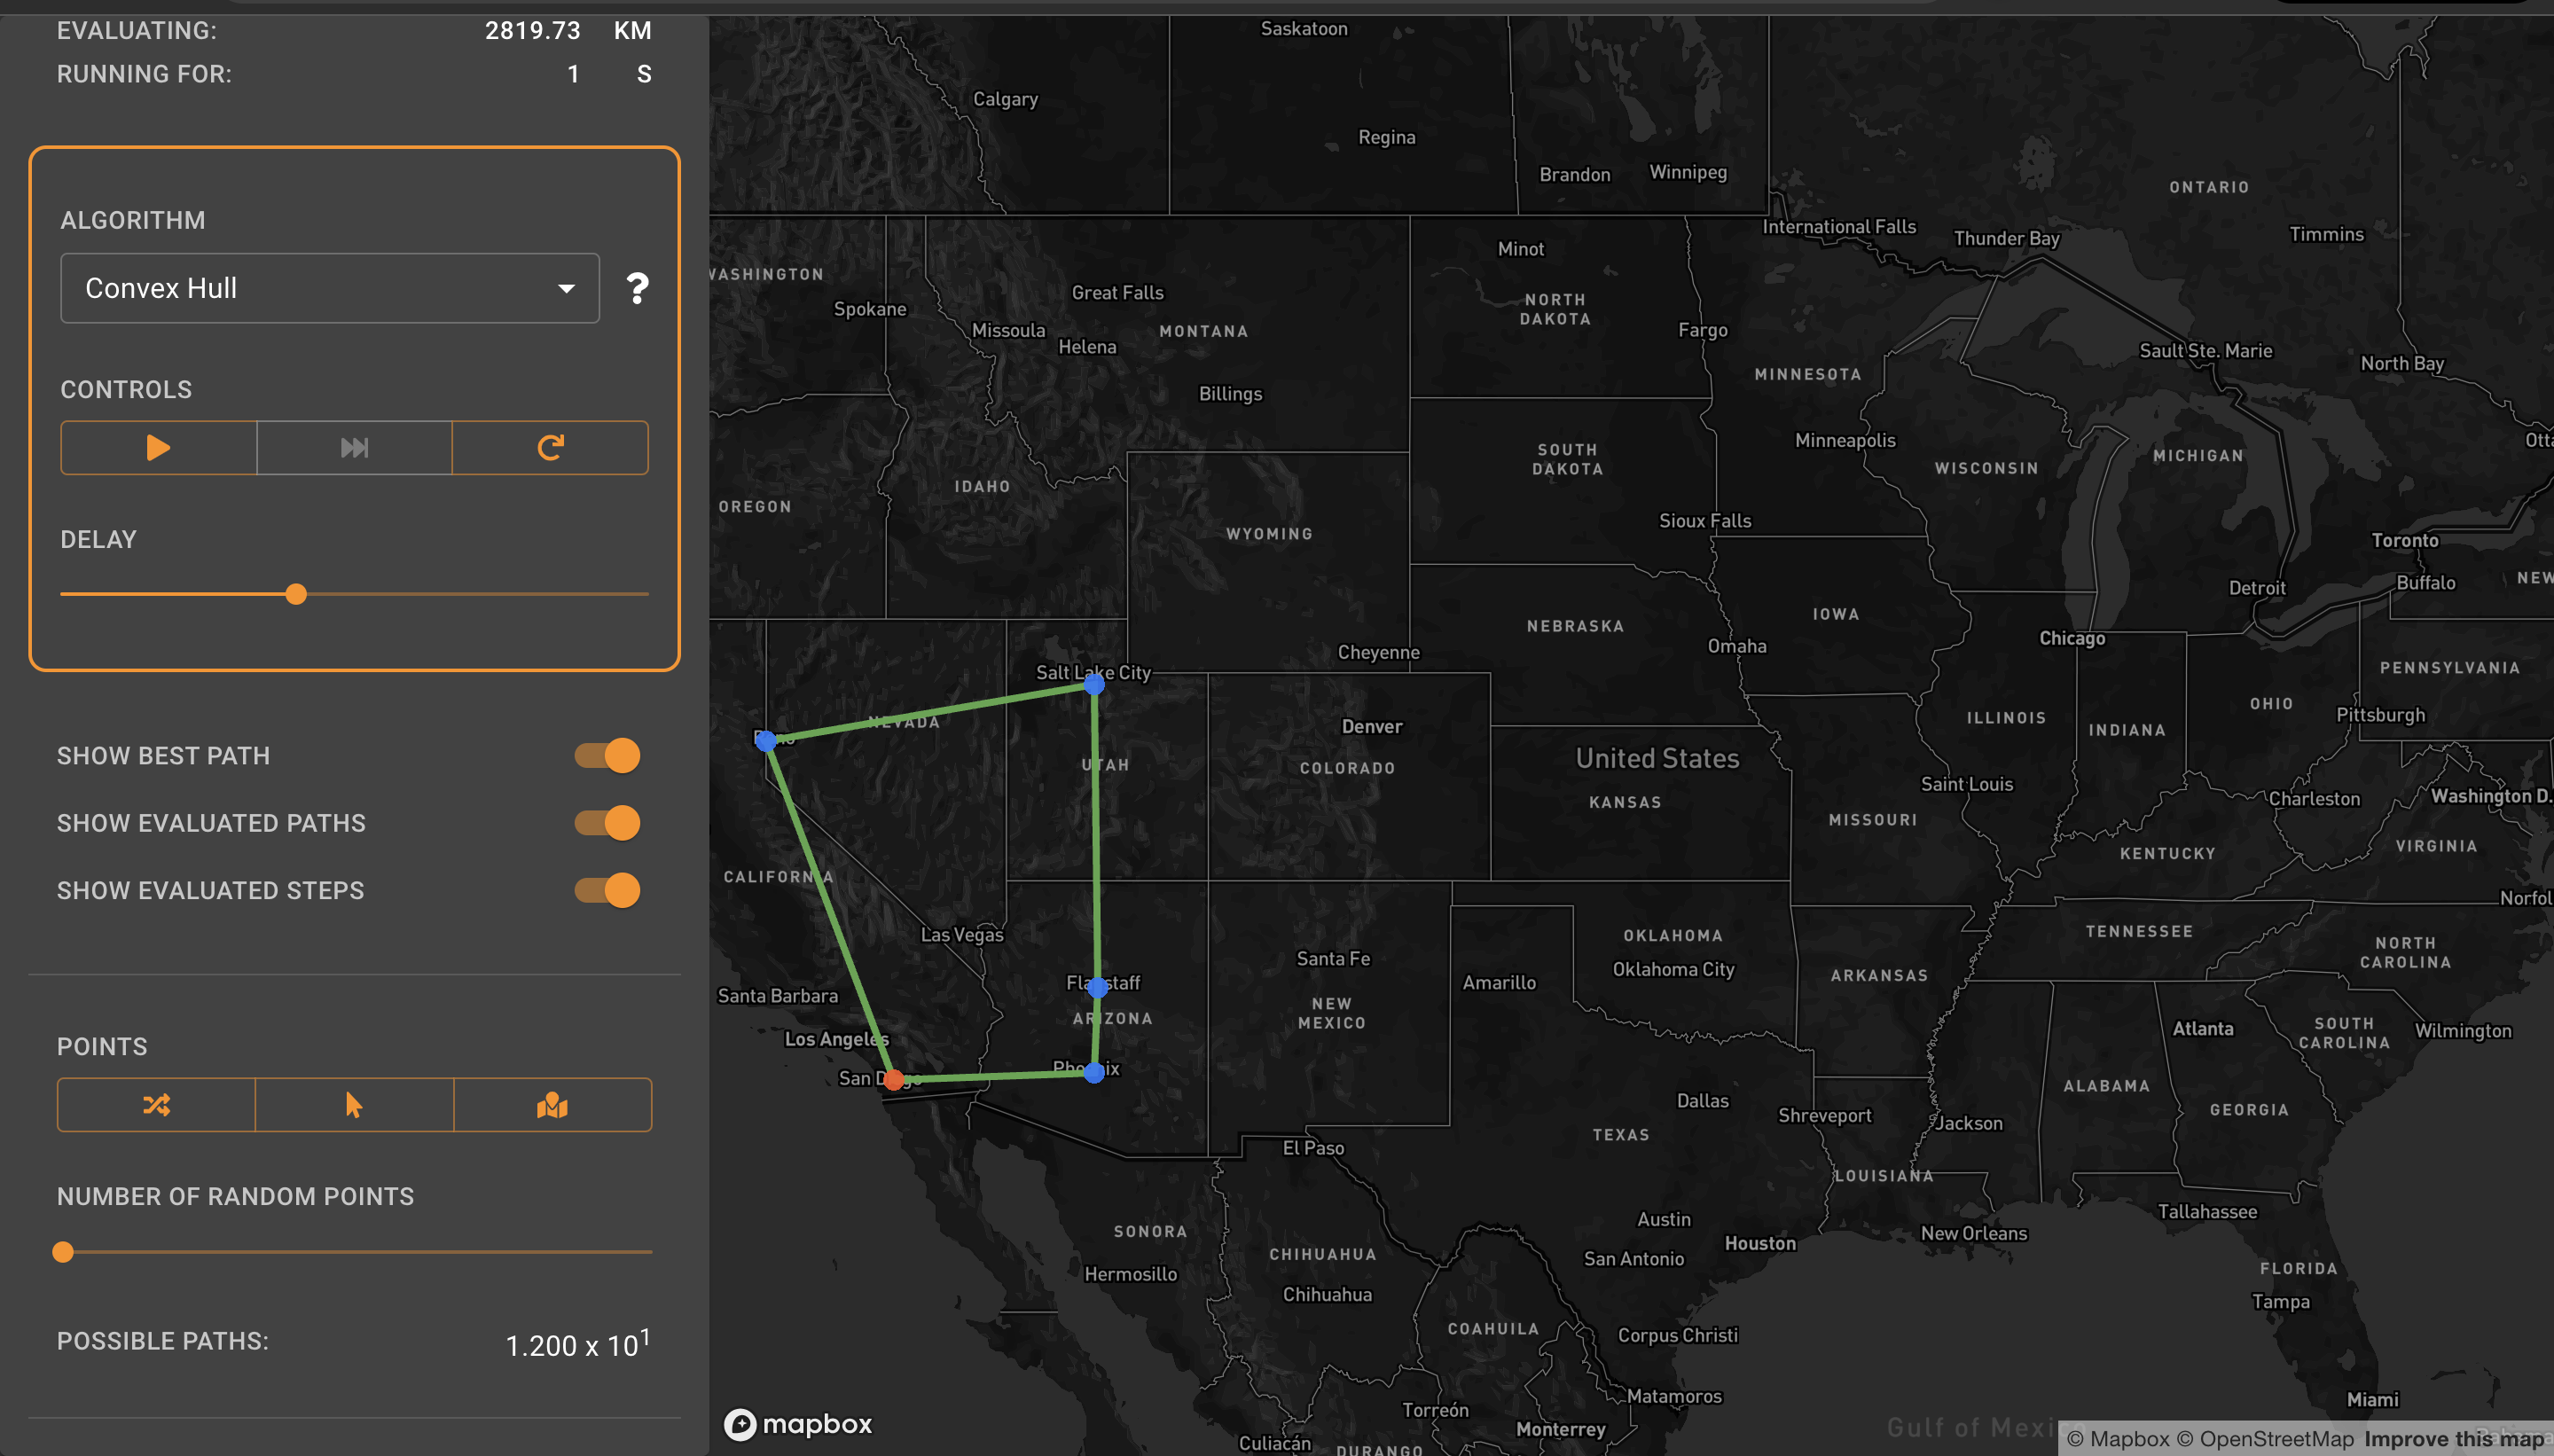 EVALUATING: 2819.73 KM
RUNNING FOR: 1 S
ALGORITHM
Convex Hull
?
CONTROLS
DELAY
SHOW BEST PATH
SHOW EVALUATED PATHS
SHOW EVALUATED STEPS
POINTS
NUMBER OF RANDOM POINTS
POSSIBLE PATHS: 1.200 x 10¹
Saskatoon
Calgary
Regina
Brandon
Winnipeg
ONTARIO
International Falls
Thunder Bay
Timmins
WASHINGTON
Spokane
Great Falls
Missoula
Helena
MONTANA
Billings
Minot
NORTH
DAKOTA
Fargo
MINNESOTA
Sault Ste. Marie
North Bay
Minneapolis
WISCONSIN
MICHIGAN
Otta
OREGON
IDAHO
WYOMING
SOUTH
DAKOTA
Sioux Falls
Toronto
Buffalo
NEW
Detroit
NEBRASKA
IOWA
Omaha
Chicago
Cheyenne
Salt Lake City
PENNSYLVANIA
NEVADA
UTAH
Denver
COLORADO
United States
KANSAS
ILLINOIS
INDIANA
OHIO
Pittsburgh
Saint Louis
MISSOURI
Charleston
Washington D.
VIRGINIA
KENTUCKY
CALIFORNIA
Norfol
Las Vegas
Santa Fe
OKLAHOMA
Oklahoma City
TENNESSEE
NORTH
CAROLINA
ARKANSAS
Santa Barbara
Flagstaff
ARIZONA
NEW
MEXICO
Amarillo
Los Angeles
Atlanta
SOUTH
CAROLINA
Wilmington
San Diego
Phoenix
Dallas
Shreveport
Jackson
ALABAMA
GEORGIA
El Paso
TEXAS
LOUISIANA
Tallahassee
SONORA
Hermosillo
CHIHUAHUA
Chihuahua
Austin
San Antonio
Houston
New Orleans
FLORIDA
Tampa
COAHUILA
Corpus Christi
Matamoros
Miami
Torreón
Monterrey
Culiacán
DURANGO
Gulf of Mexic
mapbox
© Mapbox © OpenStreetMap Improve this map